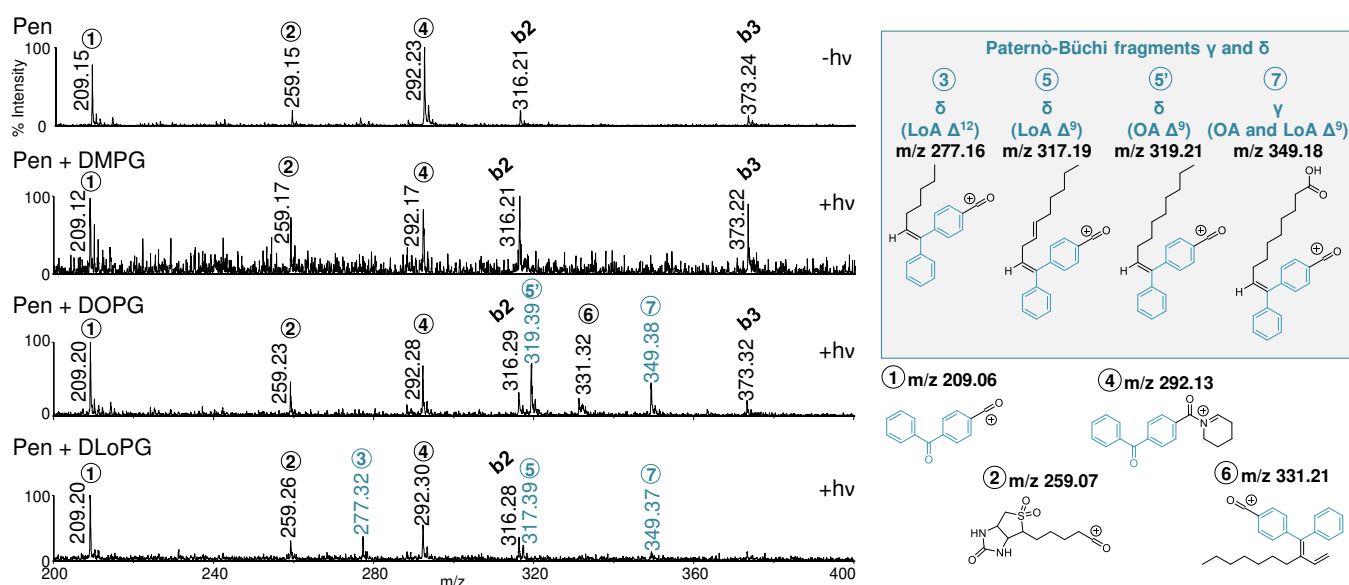 Pen
① ② ④ b2 b3
209.15 259.15 292.23 316.21 373.24
-hν
100
0
% Intensity
Pen + DMPG
① ② ④ b2 b3
209.12 259.17 292.17 316.21 373.22
+hν
100
0
Pen + DOPG
① ② ④ b2 5’ ⑥ ⑦ b3
209.20 259.23 292.28 316.29 319.39 331.32 349.38 373.32
+hν
100
0
Pen + DLoPG
① ② ③ ④ b2 ⑤ ⑦
209.20 259.26 277.32 292.30 316.28 317.39 349.37
+hν
100
0
200 240 280 320 360 400
m/z
Paternò-Büchi fragments γ and δ
③ ⑤ 5’ ⑦
δ δ δ γ
(LoA Δ¹²) (LoA Δ⁹) (OA Δ⁹) (OA and LoA Δ⁹)
m/z 277.16 m/z 317.19 m/z 319.21 m/z 349.18
H O
H O
H O
OH O H O
① m/z 209.06
O O
④ m/z 292.13
O N O
② m/z 259.07
O O S HN NH O O
⑥ m/z 331.21
O